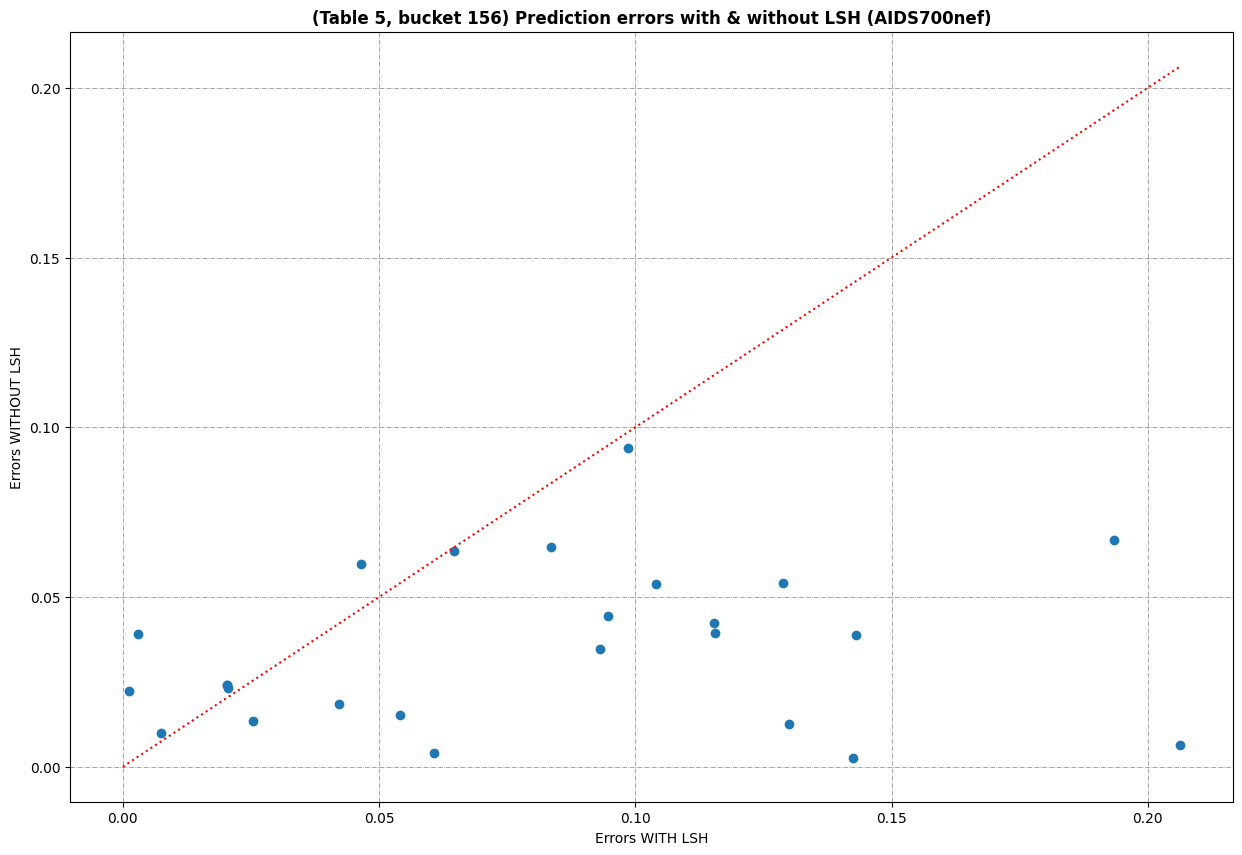 (Table 5, bucket 156) Prediction errors with & without LSH (AIDS700nef)
0.20
0.15
0.10
0.05
0.00
Errors WITHOUT LSH
0.00 0.05 0.10 0.15 0.20
Errors WITH LSH